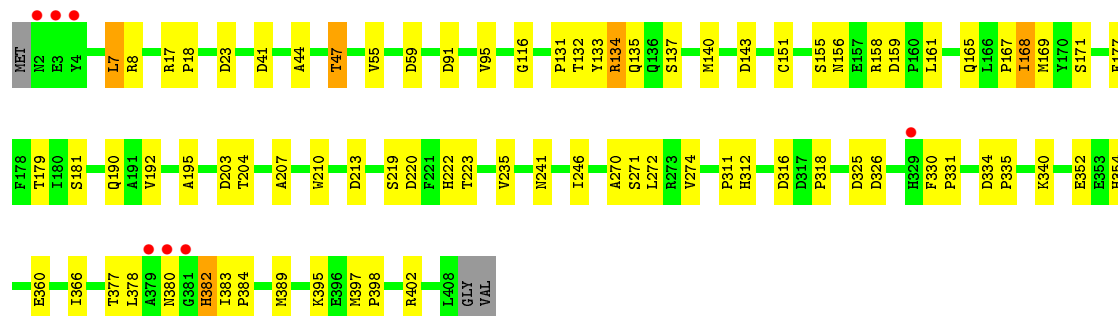 MET N2 E3 Y4 L7 R8 R17 P18 D23 D41 A44 T47 V55 D59 D91 V95 G116 P131 T132 Y133 R134 Q135 Q136 S137 M140 D143 C151 S155 N156 E157 R158 D159 P160 L161 Q165 L166 P167 I168 M169 Y170 S171 E177
F178 T179 I180 S181 Q190 A191 V192 A195 D203 T204 A207 W210 D213 S219 D220 F221 H222 T223 V235 N241 I246 A270 S271 L272 R273 V274 P311 H312 D316 D317 P318 D325 D326 H329 F330 P331 D334 P335 K340 E352 E353 H354
E360 I366 T377 L378 A379 N380 G381 H382 I383 P384 M389 K395 E396 M397 P398 R402 L408 GLY VAL